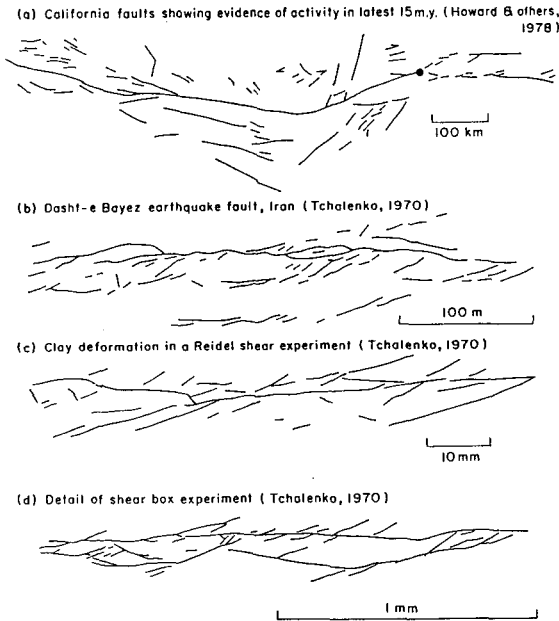 (a) California faults showing evidence of activity in latest 15 m.y. (Howard & others,
1978)
100 km
(b) Dasht-e Bayez earthquake fault, Iran (Tchalenko, 1970)
100 m
(c) Clay deformation in a Reidel shear experiment (Tchalenko, 1970)
10 mm
(d) Detail of shear box experiment (Tchalenko, 1970)
1 mm